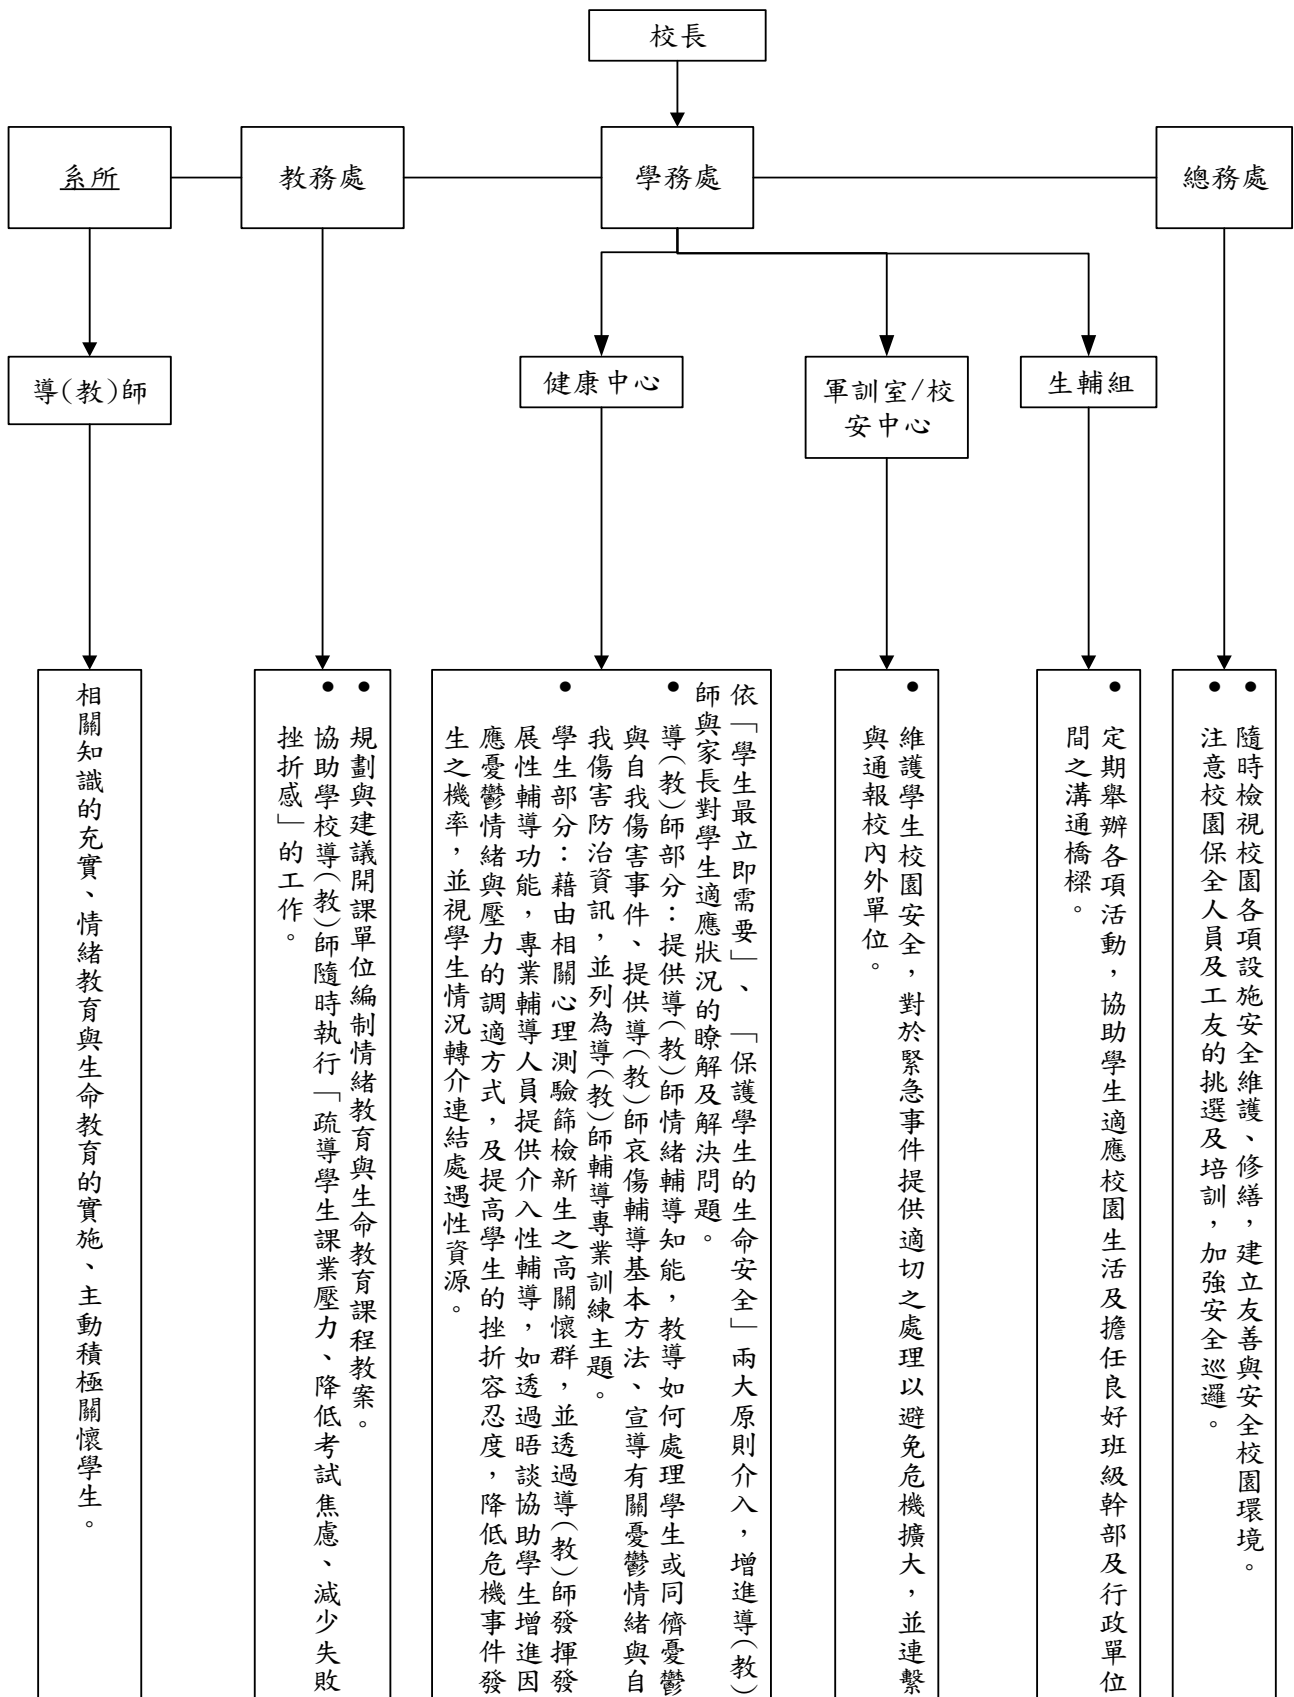 校長
系所
教務處
學務處
總務處
導(教)師
健康中心
軍訓室/校
安中心
生輔組
相關知識的充實、情緒教育與生命教育的實施、主動積極關懷學生。
• 規劃與建議開課單位編制情緒教育與生命教育課程教案。
• 協助學校導(教)師隨時執行「疏導學生課業壓力、降低考試焦慮、減少失敗
挫折感」的工作。
依「學生最立即需要」、「保護學生的生命安全」兩大原則介入，增進導(教)
師與家長對學生適應狀況的瞭解及解決問題。
• 導(教)師部分：提供導(教)師情緒輔導知能，教導如何處理學生或同儕憂鬱
與自我傷害事件、提供導(教)師哀傷輔導基本方法、宣導有關憂鬱情緒與自
我傷害防治資訊，並列為導(教)師輔導專業訓練主題。
• 學生部分：藉由相關心理測驗篩檢新生之高關懷群，並透過導(教)師發揮發
展性輔導功能，專業輔導人員提供介入性輔導，如透過晤談協助學生增進因
應憂鬱情緒與壓力的調適方式，及提高學生的挫折容忍度，降低危機事件發
生之機率，並視學生情況轉介連結處遇性資源。
• 維護學生校園安全，對於緊急事件提供適切之處理以避免危機擴大，並連繫
與通報校內外單位。
• 定期舉辦各項活動，協助學生適應校園生活及擔任良好班級幹部及行政單位
間之溝通橋樑。
• 隨時檢視校園各項設施安全維護、修繕，建立友善與安全校園環境。
• 注意校園保全人員及工友的挑選及培訓，加強安全巡邏。